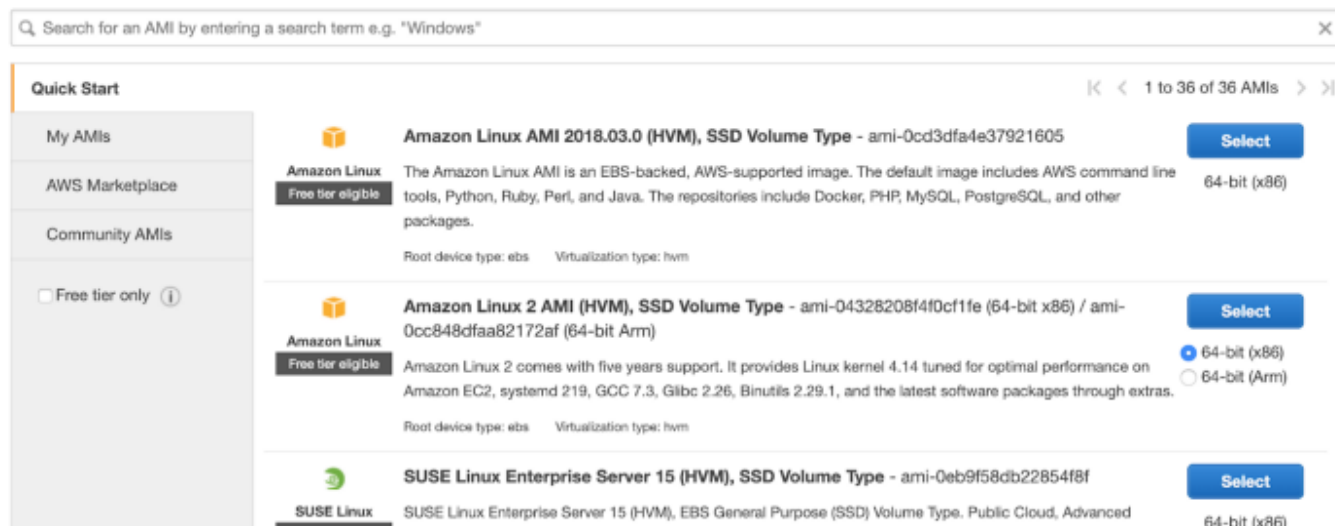 Search for an AMI by entering a search term e.g. "Windows"
Quick Start
1 to 36 of 36 AMIs
My AMIs
AWS Marketplace
Community AMIs
Free tier only
Amazon Linux
Free tier eligible
Amazon Linux AMI 2018.03.0 (HVM), SSD Volume Type - ami-0cd3dfa4e37921605
The Amazon Linux AMI is an EBS-backed, AWS-supported image. The default image includes AWS command line
tools, Python, Ruby, Perl, and Java. The repositories include Docker, PHP, MySQL, PostgreSQL, and other
packages.
Root device type: ebs Virtualization type: hvm
Select
64-bit (x86)
Amazon Linux
Free tier eligible
Amazon Linux 2 AMI (HVM), SSD Volume Type - ami-04328208f4f0cf1fe (64-bit x86) / ami-
0cc848dfaa82172af (64-bit Arm)
Amazon Linux 2 comes with five years support. It provides Linux kernel 4.14 tuned for optimal performance on
Amazon EC2, systemd 219, GCC 7.3, Glibc 2.26, Binutils 2.29.1, and the latest software packages through extras.
Root device type: ebs Virtualization type: hvm
Select
64-bit (x86)
64-bit (Arm)
SUSE Linux
SUSE Linux Enterprise Server 15 (HVM), SSD Volume Type - ami-0eb9f58db22854f8f
SUSE Linux Enterprise Server 15 (HVM), EBS General Purpose (SSD) Volume Type. Public Cloud, Advanced
Select
64-bit (x86)